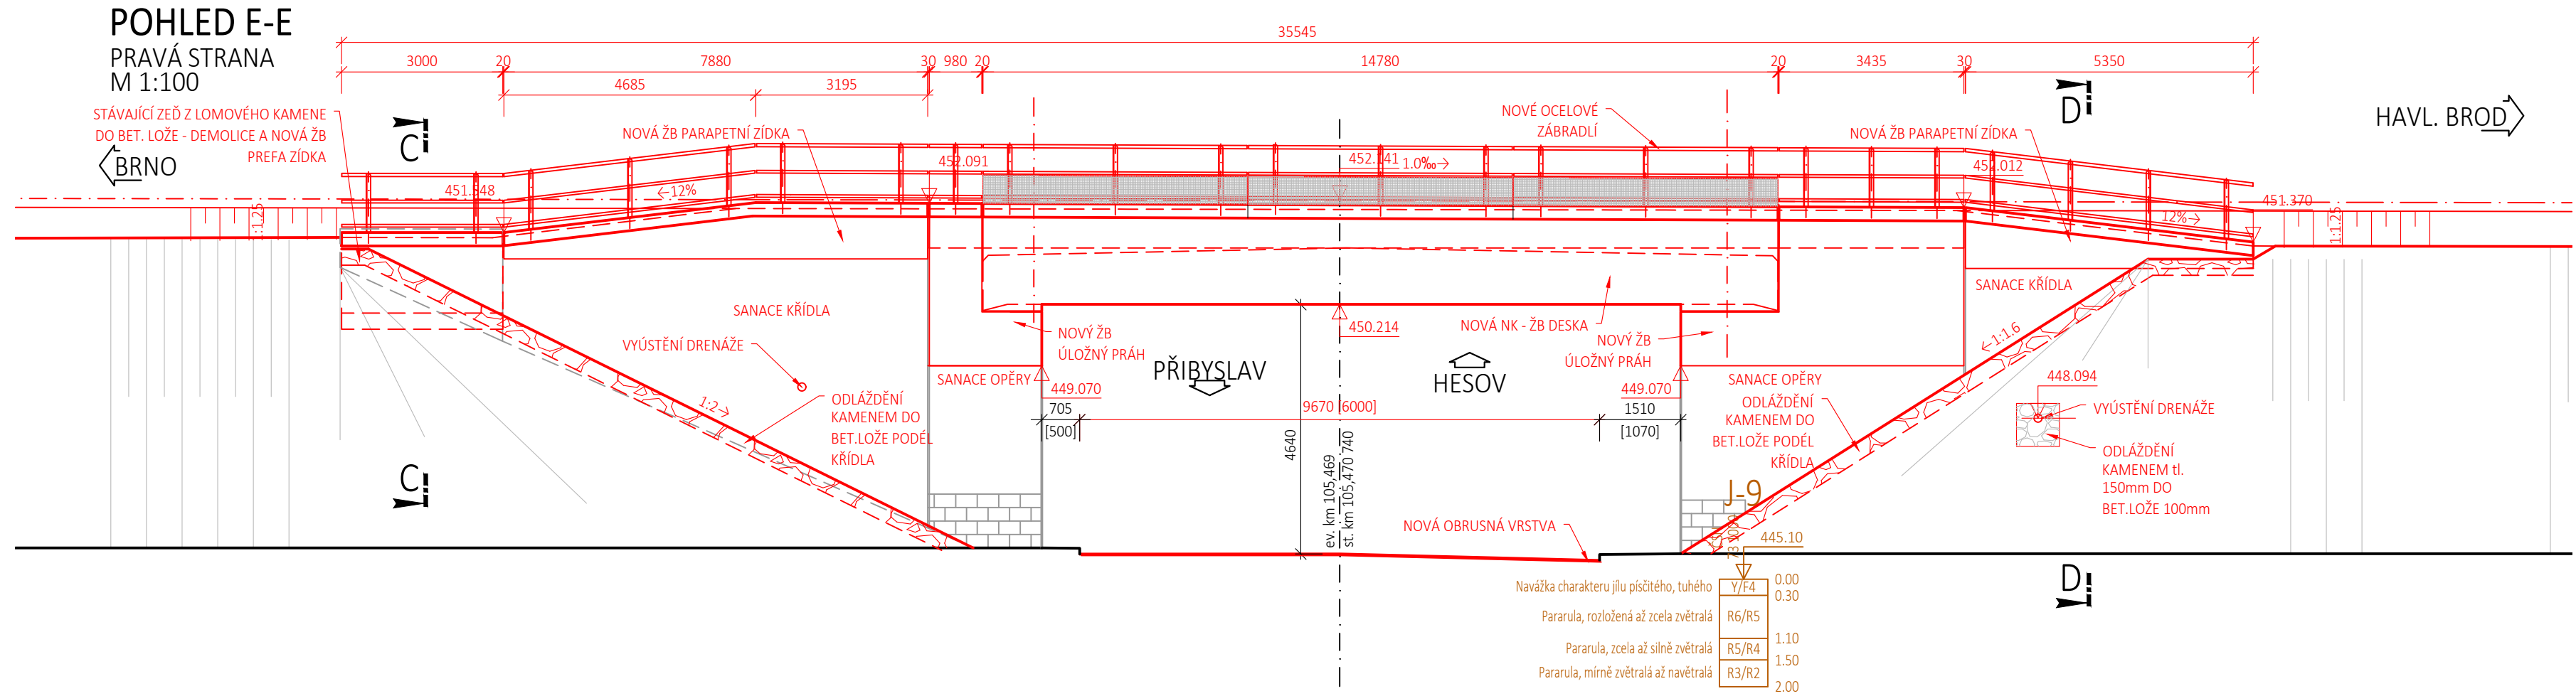 POHLED E-E
PRAVÁ STRANA
M 1:100
35545
3000
20
7880
30
980
20
14780
20
3435
30
5350
4685
3195
STÁVAJÍCÍ ZEĎ Z LOMOVÉHO KAMENE
DO BET. LOŽE - DEMOLICE A NOVÁ ŽB
PREFA ZÍDKA
BRNO
C
NOVÁ ŽB PARAPETNÍ ZÍDKA
NOVÉ OCELOVÉ
ZÁBRADLÍ
NOVÁ ŽB PARAPETNÍ ZÍDKA
D
HAVL. BROD
451.548
←12%
452.091
452.141
1.0‰→
452.012
12%→
451.370
1:1.25
1:1.25
SANACE KŘÍDLA
SANACE KŘÍDLA
VYÚSTĚNÍ DRENÁŽE
NOVÝ ŽB
ÚLOŽNÝ PRÁH
450.214
NOVÁ NK - ŽB DESKA
NOVÝ ŽB
ÚLOŽNÝ PRÁH
←1:1.6
PŘIBYSLAV
HESOV
SANACE OPĚRY
449.070
449.070
SANACE OPĚRY
448.094
1:2→
ODLÁŽDĚNÍ
KAMENEM DO
BET.LOŽE PODÉL
KŘÍDLA
705
[500]
9670 [6000]
1510
[1070]
ODLÁŽDĚNÍ
KAMENEM DO
BET.LOŽE PODÉL
KŘÍDLA
VYÚSTĚNÍ DRENÁŽE
ODLÁŽDĚNÍ
KAMENEM tl.
150mm DO
BET.LOŽE 100mm
4640
ev. km 105,469
st. km 105,470 740
C
J-9
NOVÁ OBRUSNÁ VRSTVA
445.10
D
Navážka charakteru jílu písčitého, tuhého
Y/F4
0.00
0.30
Pararula, rozložená až zcela zvětralá
R6/R5
1.10
Pararula, zcela až silně zvětralá
R5/R4
1.50
Pararula, mírně zvětralá až navětralá
R3/R2
2.00